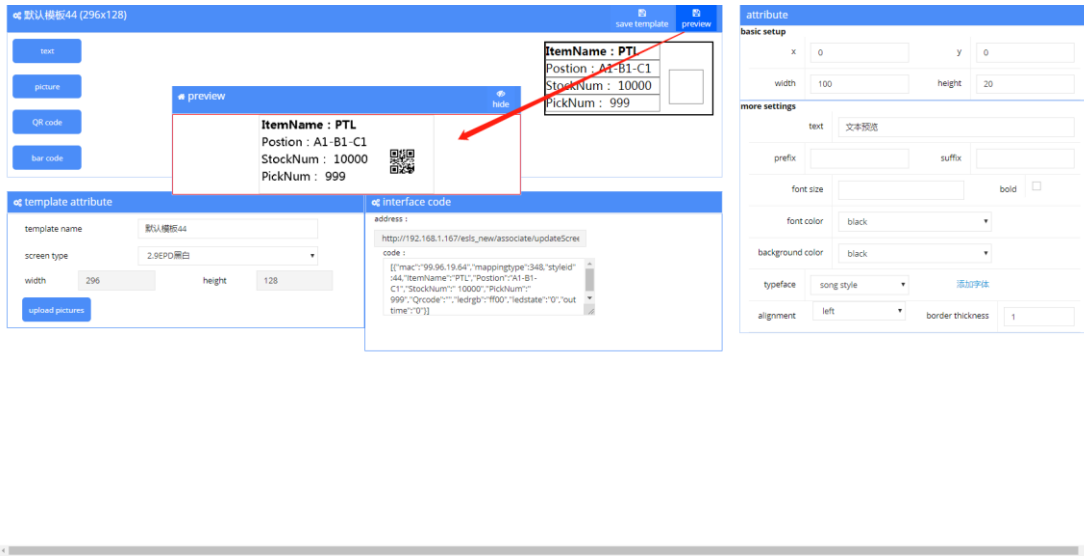 默认模板44 (296x128)
save template
preview
text
picture
QR code
bar code
ItemName : PTL
Postion : A1-B1-C1
StockNum : 10000
PickNum : 999
preview
hide
ItemName : PTL
Postion : A1-B1-C1
StockNum : 10000
PickNum : 999
template attribute
template name 默认模板44
screen type 2.9EPD黑白
width 296 height 128
upload pictures
interface code
address :
http://192.168.1.167/esls_new/associate/updateScree
code :
[{"mac":"99.96.19.64","mappingtype":348,"styleid"
:44,"ItemName":"PTL","Postion":"A1-B1-
C1","StockNum":" 10000","PickNum":"
999","Qrcode":"","ledrgb":"ff00","ledstate":"0","out
time":"0"}]
attribute
basic setup
x 0 y 0
width 100 height 20
more settings
text 文本预览
prefix suffix
font size bold
font color black
background color black
typeface song style 添加字体
alignment left border thickness 1